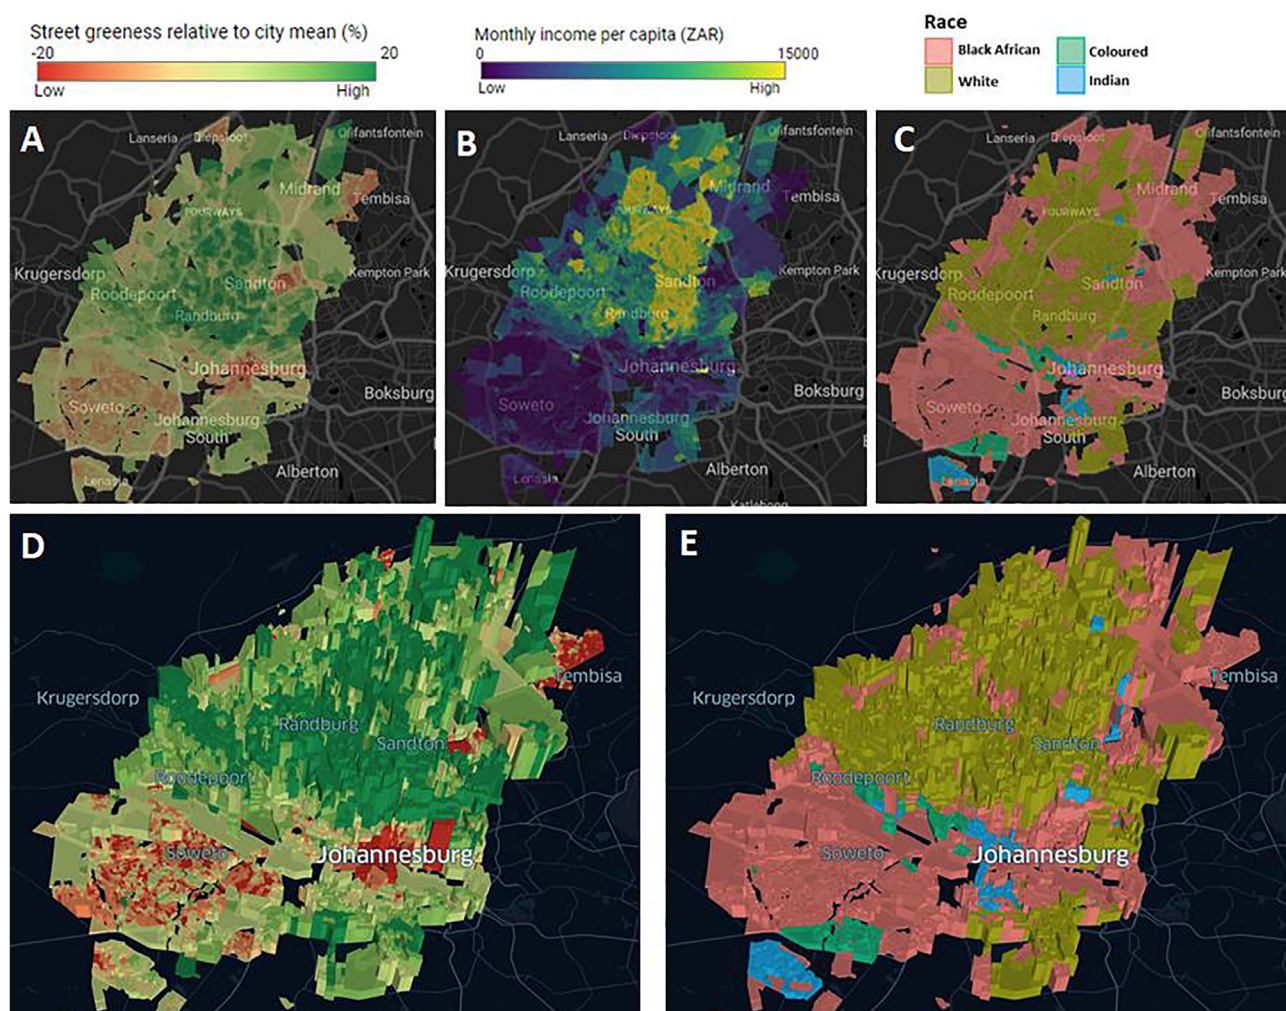 Street greeness relative to city mean (%)
-20 20
Low High
Monthly income per capita (ZAR)
0 15000
Low High
Race
Black African Coloured
White Indian
A
Lanseria Diepsloot Olifantsfontein
Midrand
Tembisa
FOURWAYS
Krugersdorp Sandton Kempton Park
Roodepoort
Randburg
Johannesburg
Boksburg
Soweto Johannesburg
South
Alberton
Lenasia
B
Lanseria Diepsloot Olifantsfontein
Midrand
Tembisa
FOURWAYS
Krugersdorp Sandton Kempton Park
Roodepoort
Randburg
Johannesburg
Boksburg
Soweto Johannesburg
South
Alberton
Lenasia
Katlehong
C
Lanseria Diepsloot Olifantsfontein
Midrand
Tembisa
FOURWAYS
Krugersdorp Sandton Kempton Park
Roodepoort
Randburg
Johannesburg
Boksburg
Soweto Johannesburg
South
Alberton
Lenasia
D
Tembisa
Krugersdorp
Randburg
Sandton
Roodepoort
Soweto Johannesburg
E
Tembisa
Krugersdorp
Randburg
Sandton
Roodepoort
Soweto Johannesburg